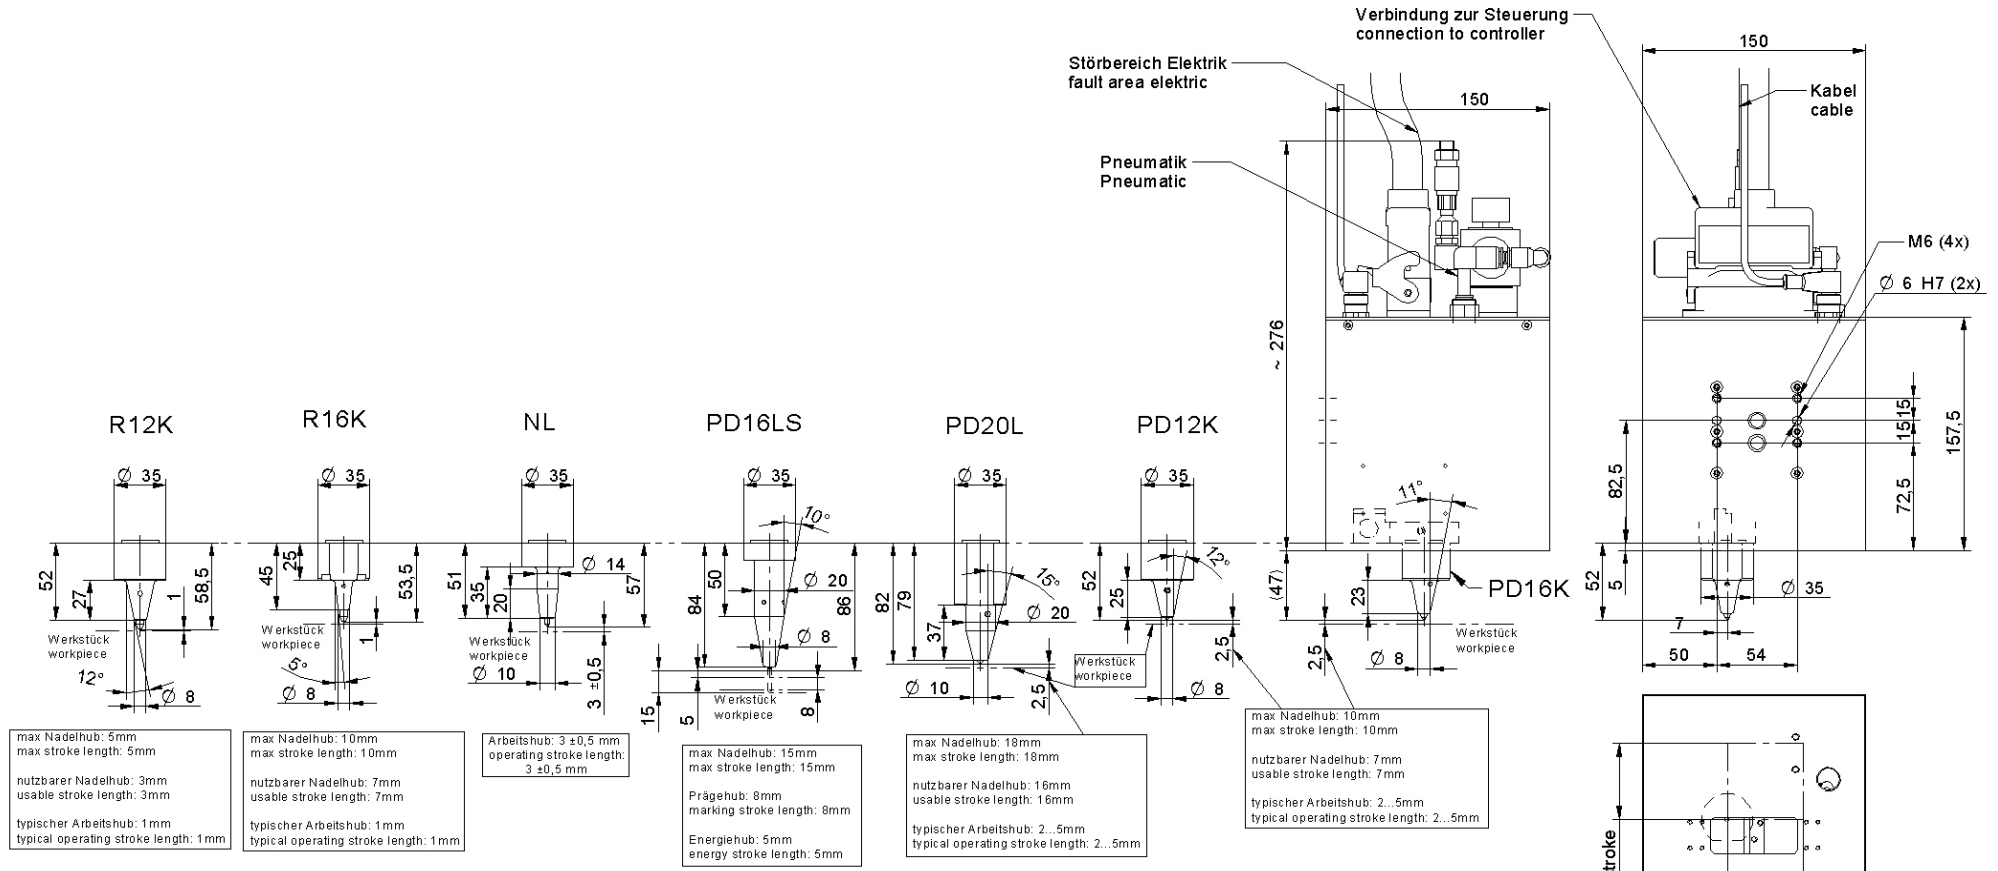 Verbindung zur Steuerung
connection to controller
150
Störbereich Elektrik
fault area elektric
150
Kabel
cable
Pneumatik
Pneumatic
M6 (4x)
Ø 6 H7 (2x)
~ 276
15
15
157,5
82,5
72,5
R12K
R16K
NL
PD16LS
PD20L
PD12K
Ø 35
Ø 35
Ø 35
Ø 35
Ø 35
Ø 35
11°
10°
12°
15°
52
27
1
58,5
45
25
53,5
1
51
35
20
Ø 14
57
84
50
Ø 20
86
82
79
37
Ø 20
52
25
(47)
23
PD16K
52
5
Ø 35
7
50
54
Werkstück
workpiece
Werkstück
workpiece
Werkstück
workpiece
Werkstück
workpiece
Werkstück
workpiece
Werkstück
workpiece
12°
Ø 8
5°
Ø 8
Ø 10
3 ±0,5
Ø 8
15
5
8
Ø 10
2,5
Ø 8
2,5
2,5
Ø 8
max Nadelhub: 5mm
max stroke length: 5mm
nutzbarer Nadelhub: 3mm
usable stroke length: 3mm
typischer Arbeitshub: 1mm
typical operating stroke length: 1mm
max Nadelhub: 10mm
max stroke length: 10mm
nutzbarer Nadelhub: 7mm
usable stroke length: 7mm
typischer Arbeitshub: 1mm
typical operating stroke length: 1mm
Arbeitshub: 3 ±0,5 mm
operating stroke length:
3 ±0,5 mm
max Nadelhub: 15mm
max stroke length: 15mm
Prägehub: 8mm
marking stroke length: 8mm
Energiehub: 5mm
energy stroke length: 5mm
max Nadelhub: 18mm
max stroke length: 18mm
nutzbarer Nadelhub: 16mm
usable stroke length: 16mm
typischer Arbeitshub: 2...5mm
typical operating stroke length: 2...5mm
max Nadelhub: 10mm
max stroke length: 10mm
nutzbarer Nadelhub: 7mm
usable stroke length: 7mm
typischer Arbeitshub: 2...5mm
typical operating stroke length: 2...5mm
troke